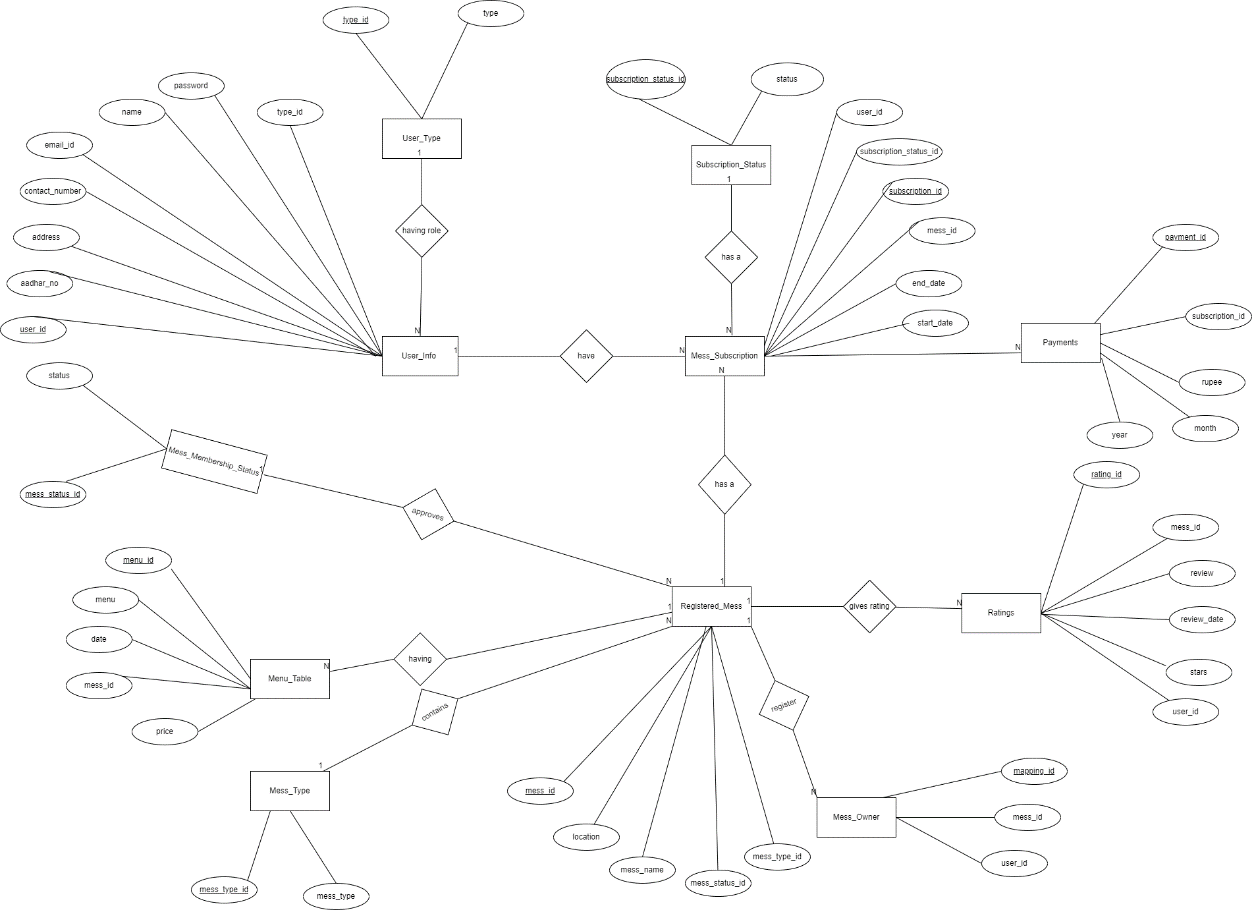 type_id
type
password
name
type_id
email_id
contact_number
address
aadhar_no
user_id
User_Type
1
having role
N
User_Info
1
have
N
subscription_status_id
status
Subscription_Status
1
has a
N
Mess_Subscription
N
user_id
subscription_status_id
subscription_id
mess_id
end_date
start_date
N
Payments
payment_id
subscription_id
rupee
month
year
status
mess_status_id
Mess_Membership_Status
1
approves
N
has a
1
Registered_Mess
1
N
1
1
gives rating
N
Ratings
rating_id
mess_id
review
review_date
stars
user_id
menu_id
menu
date
mess_id
price
Menu_Table
N
having
contains
1
Mess_Type
mess_type_id
mess_type
mess_id
location
mess_name
mess_status_id
mess_type_id
register
N
Mess_Owner
mapping_id
mess_id
user_id